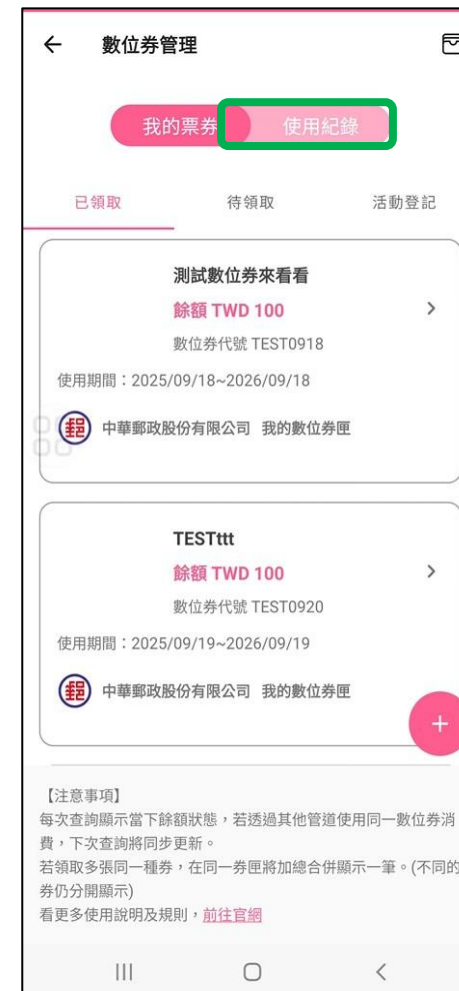 數位券管理
我的票券 使用紀錄
已領取 待領取 活動登記
測試數位券來看看
餘額 TWD 100
數位券代號 TEST0918
使用期間：2025/09/18~2026/09/18
郵 中華郵政股份有限公司 我的數位券匣
TESTttt
餘額 TWD 100
數位券代號 TEST0920
使用期間：2025/09/19~2026/09/19
郵 中華郵政股份有限公司 我的數位券匣
+
【注意事項】
每次查詢顯示當下餘額狀態，若透過其他管道使用同一數位券消
費，下次查詢將同步更新。
若領取多張同一種券，在同一券匣將加總合併顯示一筆。(不同的
券仍分開顯示)
看更多使用說明及規則，前往官網